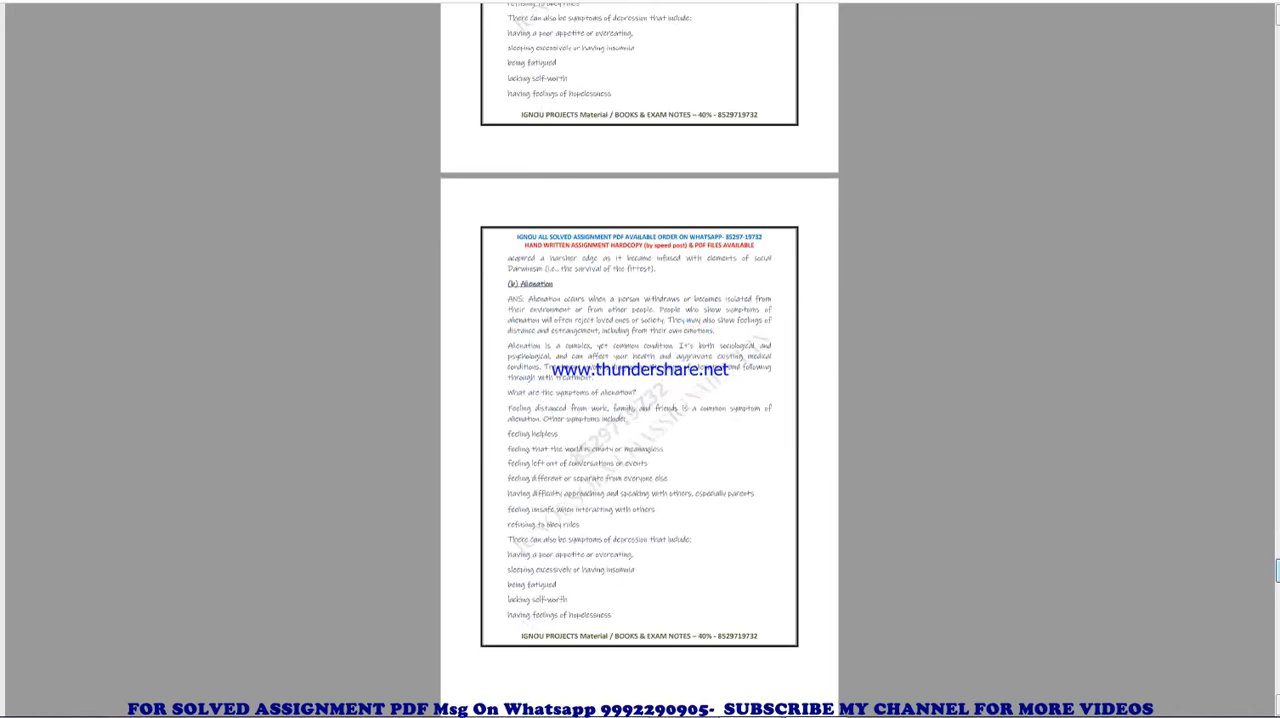 refusing to obey rules
There can also be symptoms of depression that include:
having a poor appetite or overeating,
sleeping excessively or having insomnia
being fatigued
lacking self-worth
having feelings of hopelessness
IGNOU PROJECTS Material / BOOKS & EXAM NOTES – 40% - 8529719732
IGNOU ALL SOLVED ASSIGNMENT PDF AVAILABLE ORDER ON WHATSAPP- 85297-19732
HAND WRITTEN ASSIGNMENT HARDCOPY (by speed post) & PDF FILES AVAILABLE
acquired a harsher edge as it became infused with elements of social
Darwinism (i.e., the survival of the fittest).
(b) Alienation
ANS: Alienation occurs when a person withdraws or becomes isolated from
their environment or from other people. People who show symptoms of
alienation will often reject loved ones or society. They may also show feelings of
distance and estrangement, including from their own emotions.
Alienation is a complex, yet common condition. It's both sociological and
psychological, and can affect your health and aggravate existing medical
conditions. and following
www.thundershare.net
through with treatment.
What are the symptoms of alienation?
Feeling distanced from work, family, and friends is a common symptom of
alienation. Other symptoms include:
feeling helpless
feeling that the world is empty or meaningless
feeling left out of conversations or events
feeling different or separate from everyone else
having difficulty approaching and speaking with others, especially parents
feeling unsafe when interacting with others
refusing to obey rules
There can also be symptoms of depression that include:
having a poor appetite or overeating,
sleeping excessively or having insomnia
being fatigued
lacking self-worth
having feelings of hopelessness
8529719732
IGNOU PROJECTS Material / BOOKS & EXAM NOTES – 40% - 8529719732
FOR SOLVED ASSIGNMENT PDF Msg On Whatsapp 9992290905- SUBSCRIBE MY CHANNEL FOR MORE VIDEOS